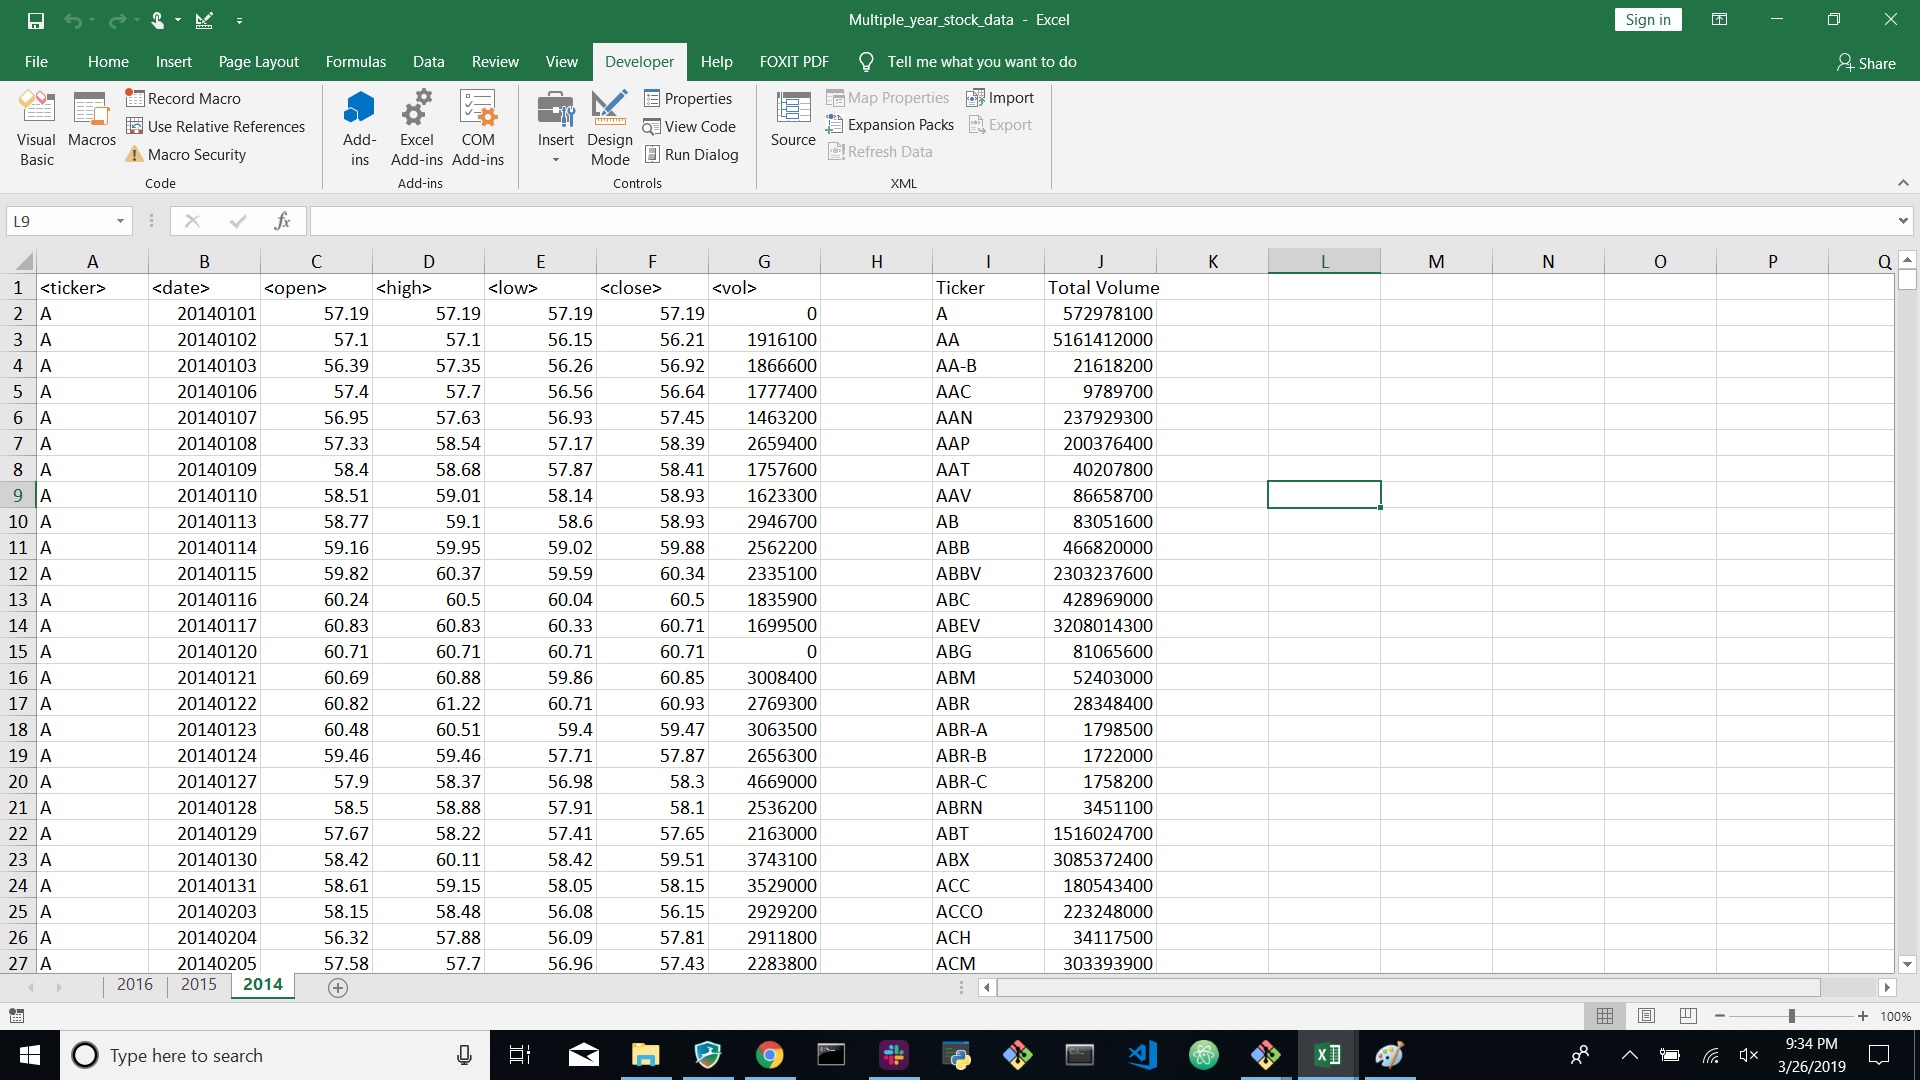 Multiple_year_stock_data - Excel
Sign in
File Home Insert Page Layout Formulas Data Review View Developer Help FOXIT PDF Tell me what you want to do Share
Visual Basic
Macros
Record Macro
Use Relative References
Macro Security
Code
Add-ins
Excel Add-ins
COM Add-ins
Add-ins
Insert
Design Mode
Properties
View Code
Run Dialog
Controls
Source
Map Properties
Expansion Packs
Refresh Data
Import
Export
XML
L9 fx
A B C D E F G H I J K L M N O P Q
1 <ticker> <date> <open> <high> <low> <close> <vol> Ticker Total Volume
2 A 20140101 57.19 57.19 57.19 57.19 0 A 572978100
3 A 20140102 57.1 57.1 56.15 56.21 1916100 AA 5161412000
4 A 20140103 56.39 57.35 56.26 56.92 1866600 AA-B 21618200
5 A 20140106 57.4 57.7 56.56 56.64 1777400 AAC 9789700
6 A 20140107 56.95 57.63 56.93 57.45 1463200 AAN 237929300
7 A 20140108 57.33 58.54 57.17 58.39 2659400 AAP 200376400
8 A 20140109 58.4 58.68 57.87 58.41 1757600 AAT 40207800
9 A 20140110 58.51 59.01 58.14 58.93 1623300 AAV 86658700
10 A 20140113 58.77 59.1 58.6 58.93 2946700 AB 83051600
11 A 20140114 59.16 59.95 59.02 59.88 2562200 ABB 466820000
12 A 20140115 59.82 60.37 59.59 60.34 2335100 ABBV 2303237600
13 A 20140116 60.24 60.5 60.04 60.5 1835900 ABC 428969000
14 A 20140117 60.83 60.83 60.33 60.71 1699500 ABEV 3208014300
15 A 20140120 60.71 60.71 60.71 60.71 0 ABG 81065600
16 A 20140121 60.69 60.88 59.86 60.85 3008400 ABM 52403000
17 A 20140122 60.82 61.22 60.71 60.93 2769300 ABR 28348400
18 A 20140123 60.48 60.51 59.4 59.47 3063500 ABR-A 1798500
19 A 20140124 59.46 59.46 57.71 57.87 2656300 ABR-B 1722000
20 A 20140127 57.9 58.37 56.98 58.3 4669000 ABR-C 1758200
21 A 20140128 58.5 58.88 57.91 58.1 2536200 ABRN 3451100
22 A 20140129 57.67 58.22 57.41 57.65 2163000 ABT 1516024700
23 A 20140130 58.42 60.11 58.42 59.51 3743100 ABX 3085372400
24 A 20140131 58.61 59.15 58.05 58.15 3529000 ACC 180543400
25 A 20140203 58.15 58.48 56.08 56.15 2929200 ACCO 223248000
26 A 20140204 56.32 57.88 56.09 57.81 2911800 ACH 34117500
27 A 20140205 57.58 57.7 56.96 57.43 2283800 ACM 303393900
2016 2015 2014
100%
Type here to search
9:34 PM
3/26/2019